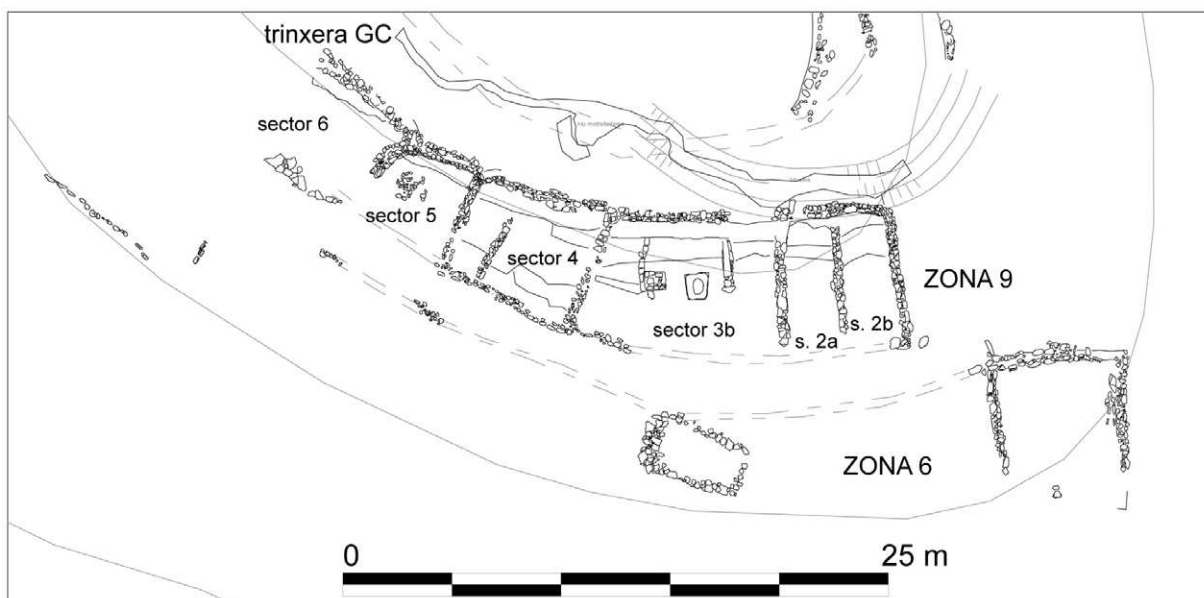 trinxera GC
sector 6
sector 5
sector 4
sector 3b
s. 2a
s. 2b
ZONA 9
ZONA 6
0
25 m